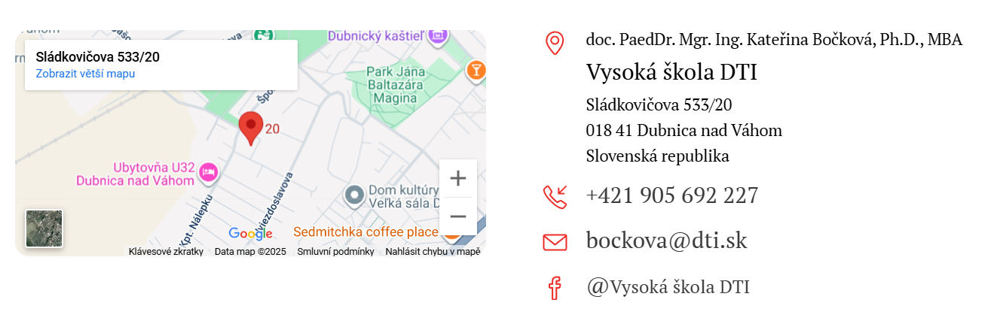 Sládkovičova 533/20
Zobrazit větší mapu
Dubnický kaštieľ
Park Jána
Baltazára
Magina
20
Ubytovňa U32
Dubnica nad Váhom
Dom kultúry
Veľká sála D
Kpt. Nálepku
viezdoslavova
Sedmitchka coffee place
Google
Klávesové zkratky Data map ©2025 Smluvní podmínky Nahlásit chybu v mapě
doc. PaedDr. Mgr. Ing. Kateřina Bočková, Ph.D., MBA
Vysoká škola DTI
Sládkovičova 533/20
018 41 Dubnica nad Váhom
Slovenská republika
+421 905 692 227
bockova@dti.sk
@Vysoká škola DTI